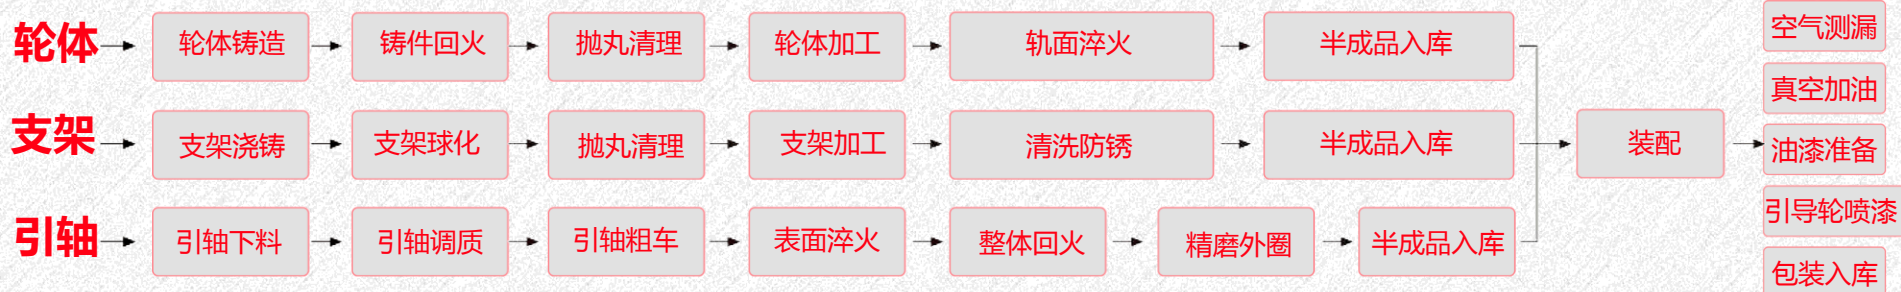 轮体
轮体铸造
铸件回火
抛丸清理
轮体加工
轨面淬火
半成品入库
支架
支架浇铸
支架球化
抛丸清理
支架加工
清洗防锈
半成品入库
引轴
引轴下料
引轴调质
引轴粗车
表面淬火
整体回火
精磨外圈
半成品入库
装配
空气测漏
真空加油
油漆准备
引导轮喷漆
包装入库